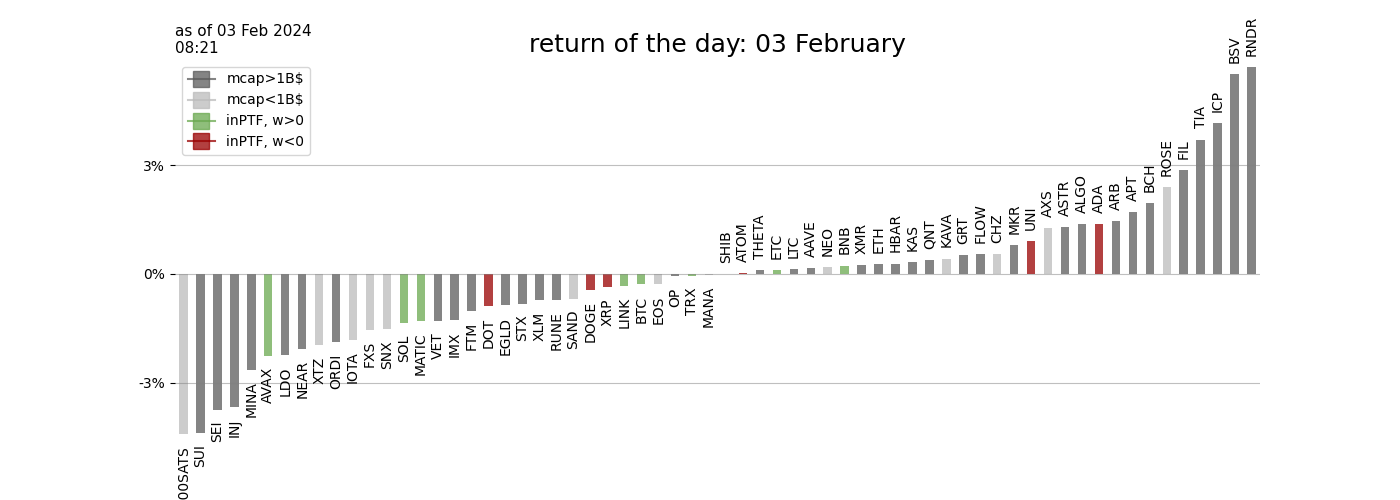 as of 03 Feb 2024
08:21
return of the day: 03 February
mcap>1B$
mcap<1B$
inPTF, w>0
inPTF, w<0
3%
0%
-3%
00SATS
SUI
SEI
INJ
MINA
AVAX
LDO
NEAR
XTZ
ORDI
IOTA
FXS
SNX
SOL
MATIC
VET
IMX
FTM
DOT
EGLD
STX
XLM
RUNE
SAND
DOGE
XRP
LINK
BTC
EOS
OP
TRX
MANA
SHIB
ATOM
THETA
ETC
LTC
AAVE
NEO
BNB
XMR
ETH
HBAR
KAS
QNT
KAVA
GRT
FLOW
CHZ
MKR
UNI
AXS
ASTR
ALGO
ADA
ARB
APT
BCH
ROSE
FIL
TIA
ICP
BSV
RNDR